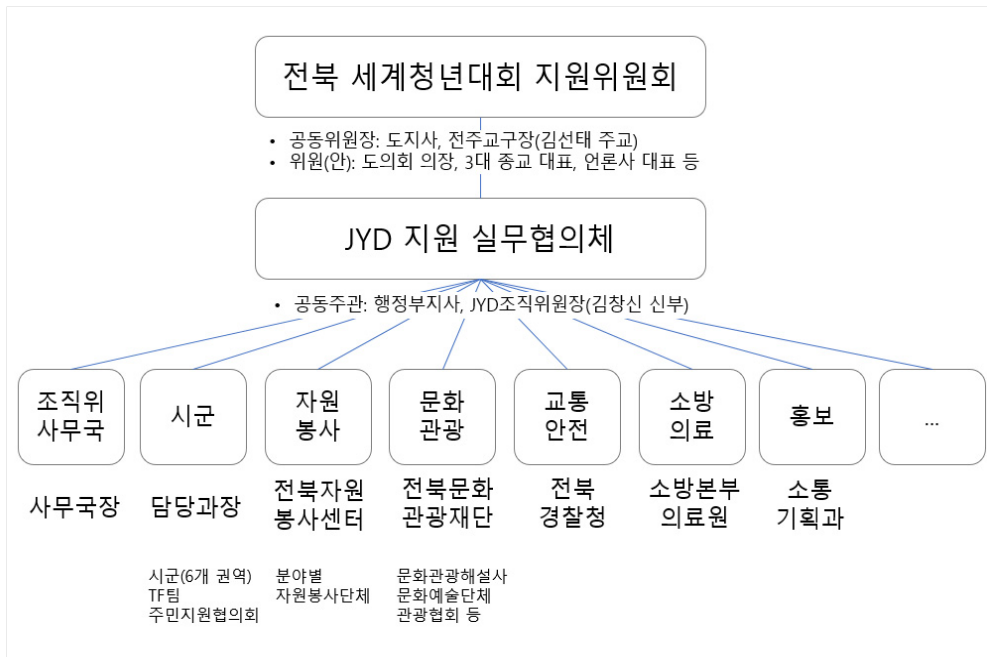 전북 세계청년대회 지원위원회
• 공동위원장: 도지사, 전주교구장(김선태 주교)
• 위원(안): 도의회 의장, 3대 종교 대표, 언론사 대표 등
JYD 지원 실무협의체
• 공동주관: 행정부지사, JYD조직위원장(김창신 신부)
조직위
사무국
시군
자원
봉사
문화
관광
교통
안전
소방
의료
홍보
...
사무국장
담당과장
전북자원
봉사센터
전북문화
관광재단
전북
경찰청
소방본부
의료원
소통
기획과
시군(6개 권역)
TF팀
주민지원협의회
분야별
자원봉사단체
문화관광해설사
문화예술단체
관광협회 등